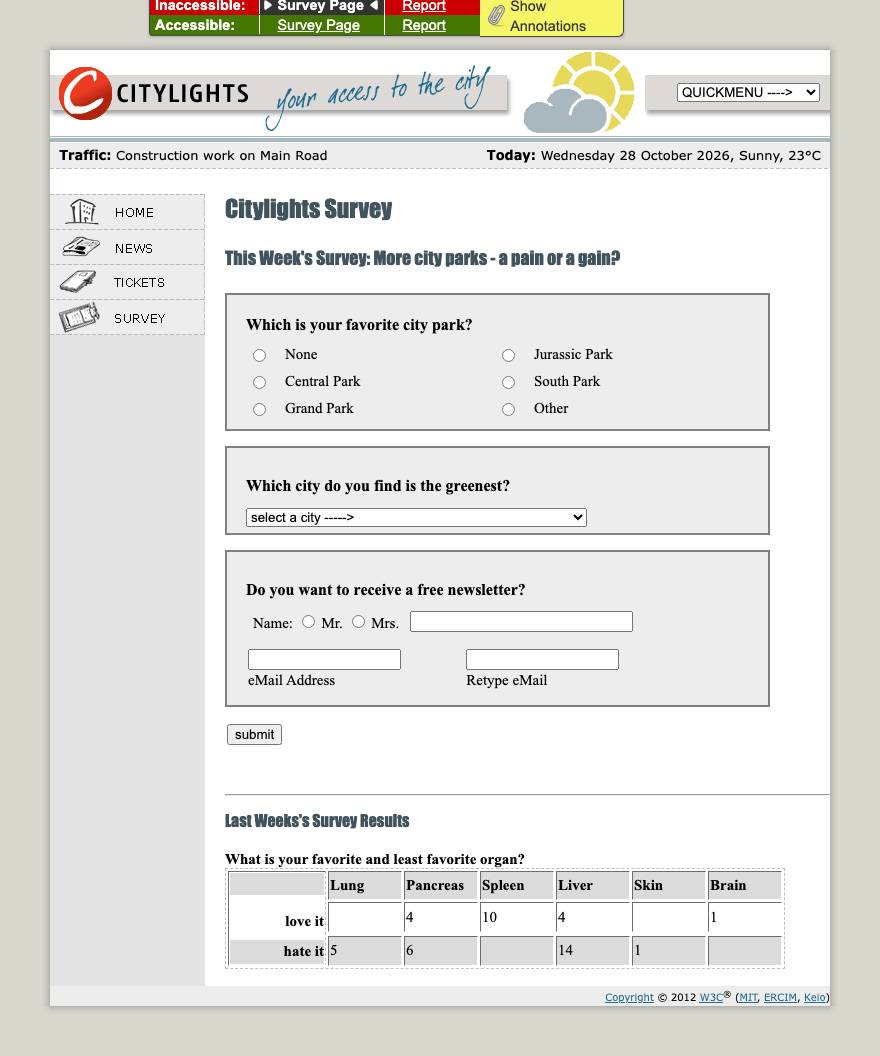 Inaccessible: Survey Page Report Show
Accessible: Survey Page Report Annotations
CITYLIGHTS your access to the city QUICKMENU ---->
Traffic: Construction work on Main Road Today: Wednesday 28 October 2026, Sunny, 23°C
HOME
NEWS
TICKETS
SURVEY
Citylights Survey
This Week's Survey: More city parks - a pain or a gain?
Which is your favorite city park?
None Jurassic Park
Central Park South Park
Grand Park Other
Which city do you find is the greenest?
select a city ----->
Do you want to receive a free newsletter?
Name: Mr. Mrs.
eMail Address Retype eMail
submit
Last Weeks's Survey Results
What is your favorite and least favorite organ?
Lung Pancreas Spleen Liver Skin Brain
love it 4 10 4 1
hate it 5 6 14 1
Copyright © 2012 W3C® (MIT, ERCIM, Keio)